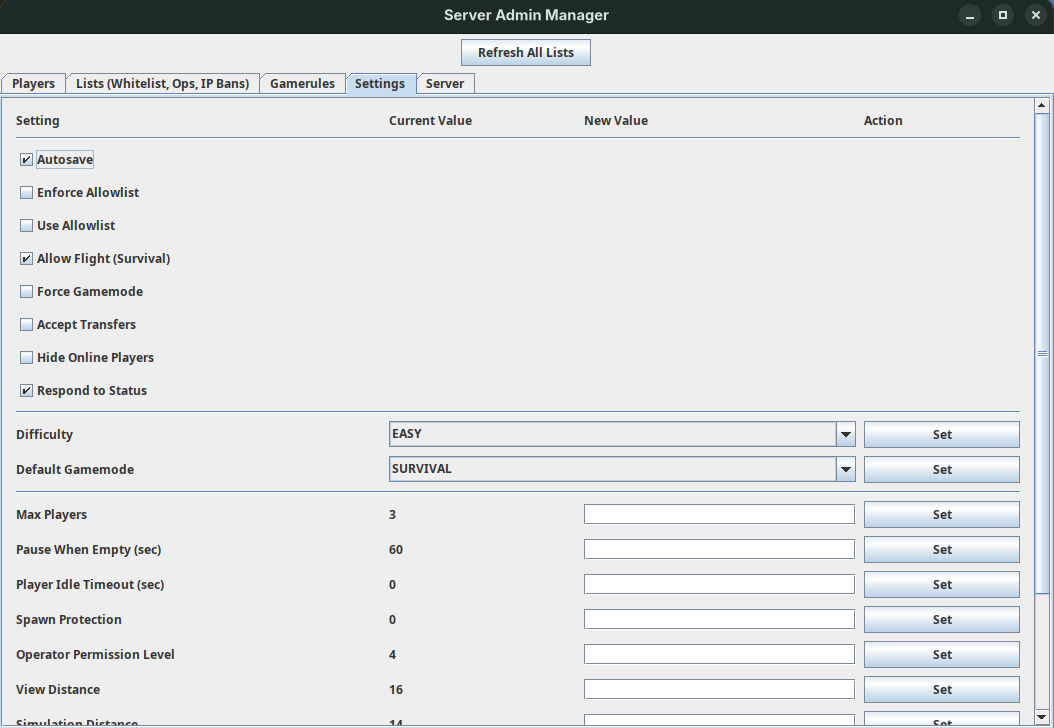 Server Admin Manager
Refresh All Lists
Players Lists (Whitelist, Ops, IP Bans) Gamerules Settings Server
Setting Current Value New Value Action
Autosave
Enforce Allowlist
Use Allowlist
Allow Flight (Survival)
Force Gamemode
Accept Transfers
Hide Online Players
Respond to Status
Difficulty EASY Set
Default Gamemode SURVIVAL Set
Max Players 3 Set
Pause When Empty (sec) 60 Set
Player Idle Timeout (sec) 0 Set
Spawn Protection 0 Set
Operator Permission Level 4 Set
View Distance 16 Set
Simulation Distance 14 Set